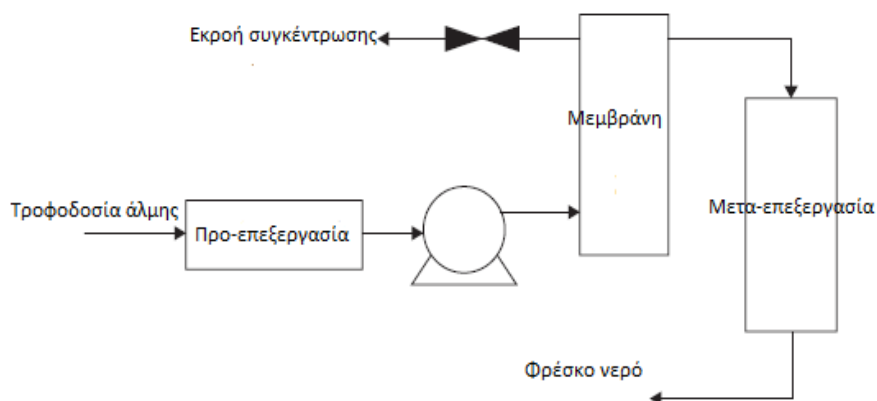 Εκροή συγκέντρωσης
Μεμβράνη
Τροφοδοσία άλμης
Προ-επεξεργασία
Μετα-επεξεργασία
Φρέσκο νερό